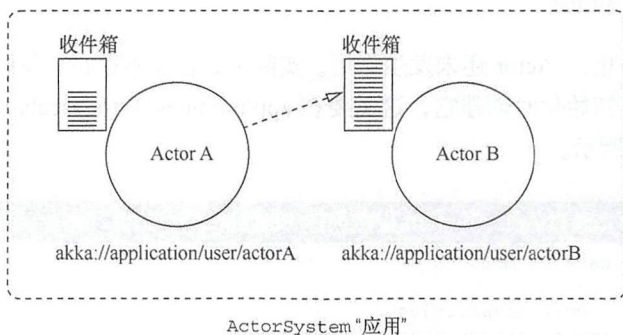 收件箱
收件箱
Actor A
Actor B
akka://application/user/actorA
akka://application/user/actorB
ActorSystem“应用”